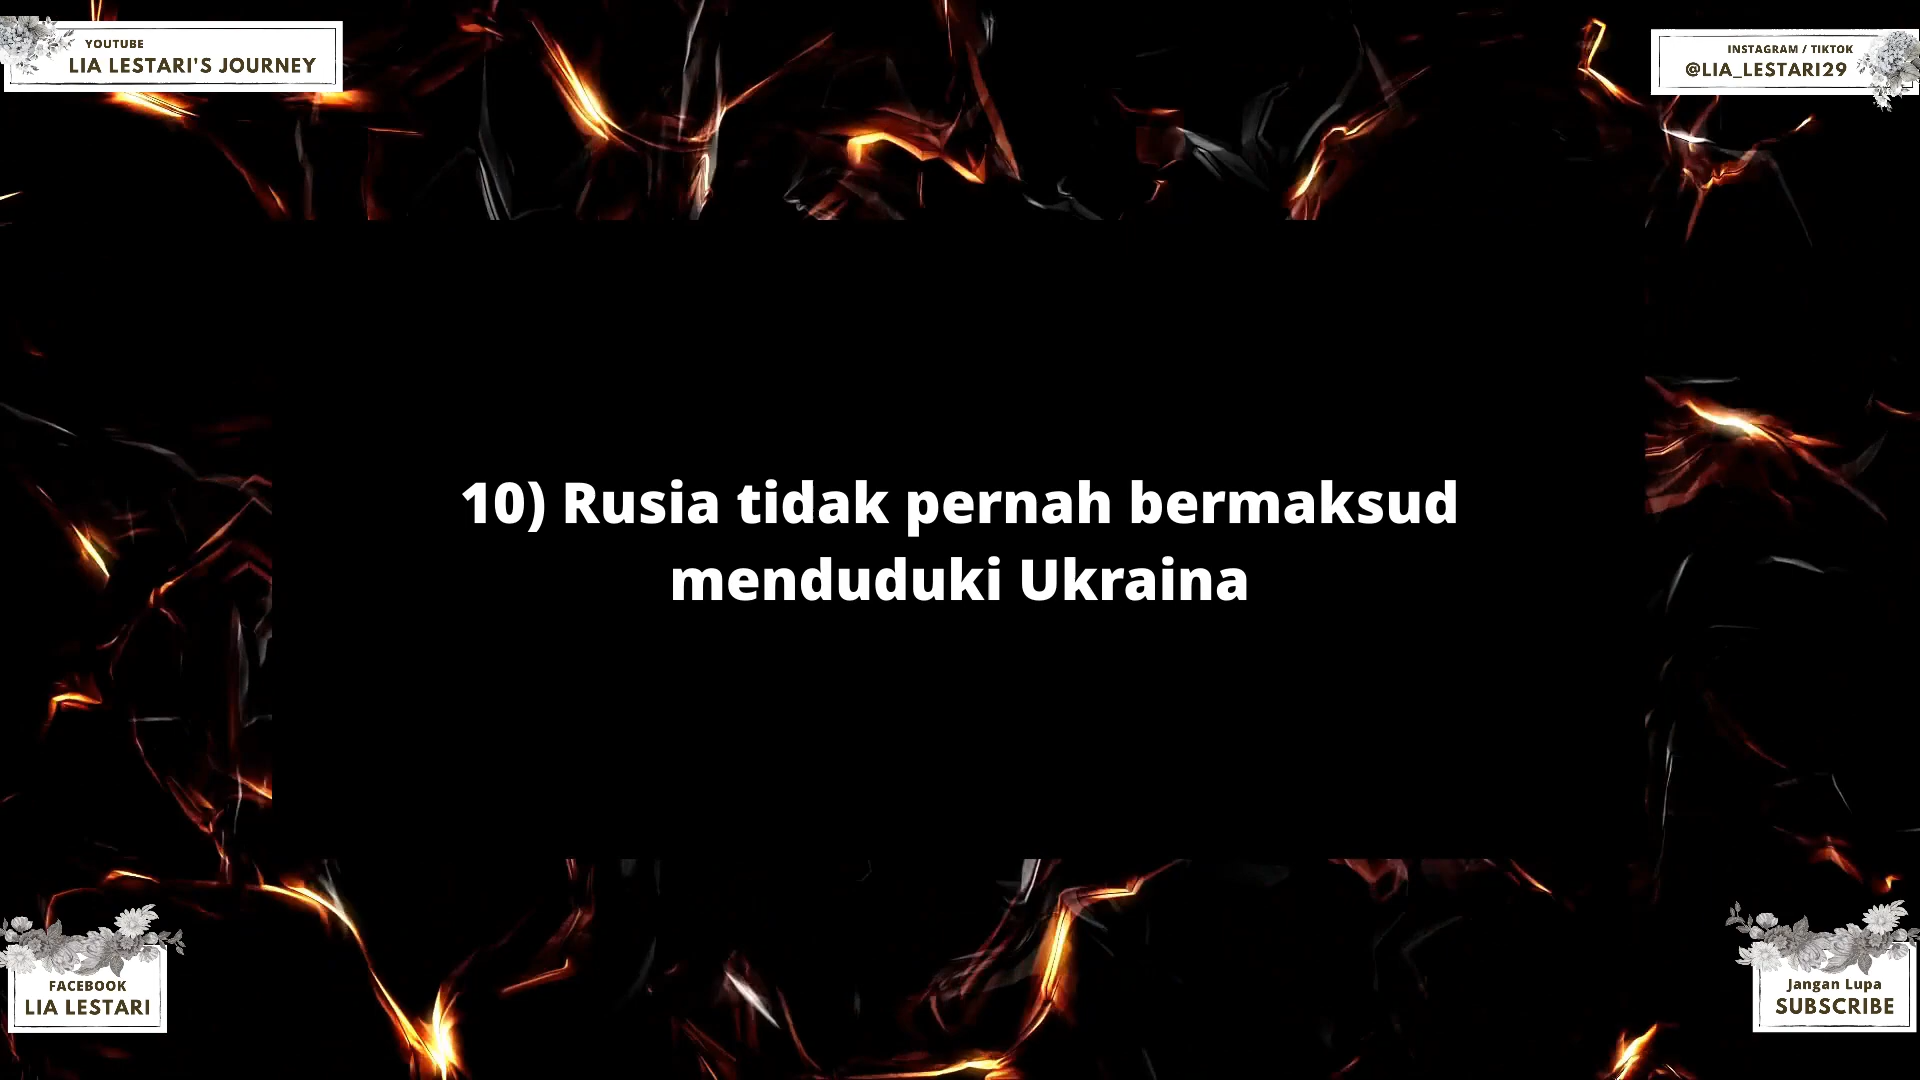 YOUTUBE
LIA LESTARI'S JOURNEY
INSTAGRAM / TIKTOK
@LIA_LESTARI29
10) Rusia tidak pernah bermaksud
menduduki Ukraina
FACEBOOK
LIA LESTARI
Jangan Lupa
SUBSCRIBE